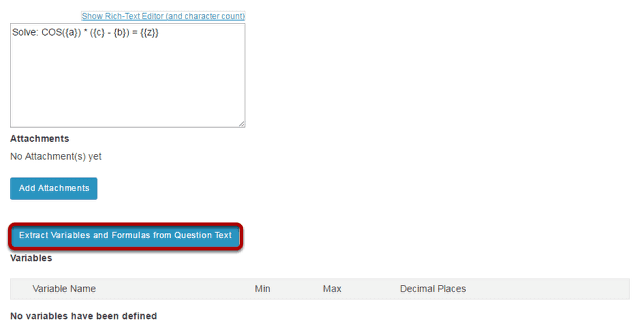 Show Rich-Text Editor (and character count)
Solve: COS({a}) * ({c} - {b}) = {{z}}
Attachments
No Attachment(s) yet
Add Attachments
Extract Variables and Formulas from Question Text
Variables
Variable Name Min Max Decimal Places
No variables have been defined